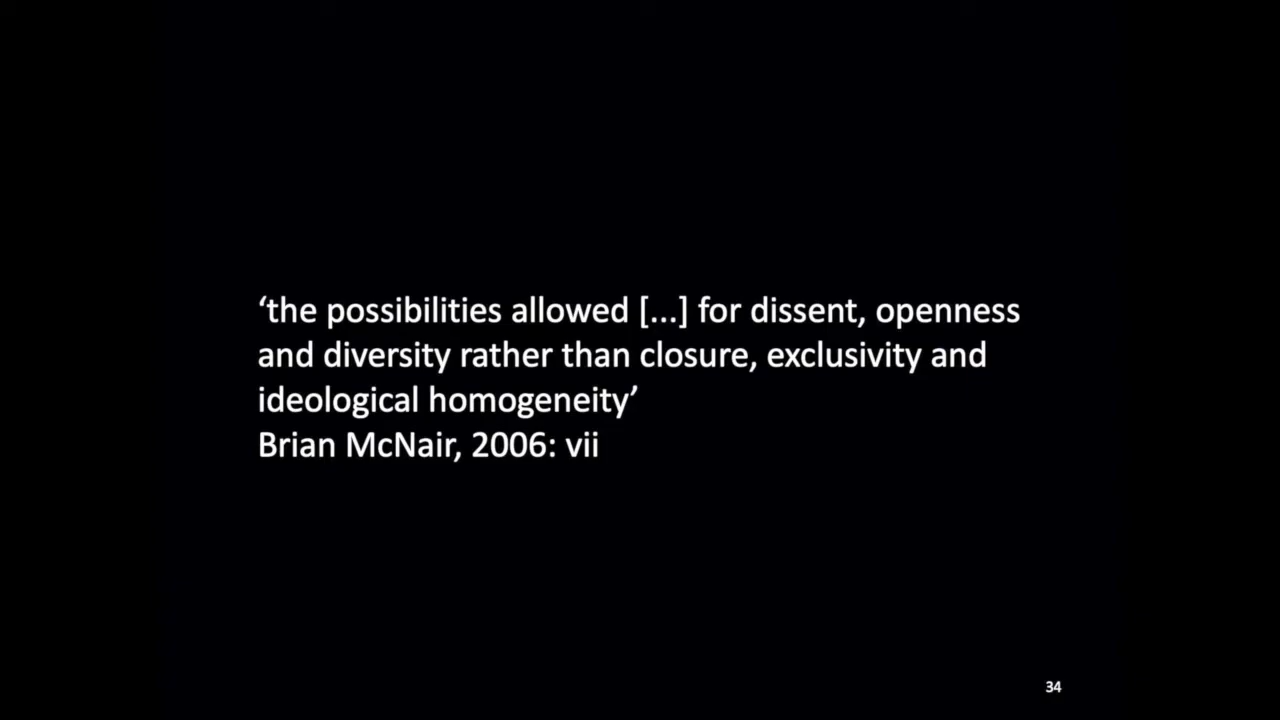 ‘the possibilities allowed [...] for dissent, openness
and diversity rather than closure, exclusivity and
ideological homogeneity’
Brian McNair, 2006: vii
34